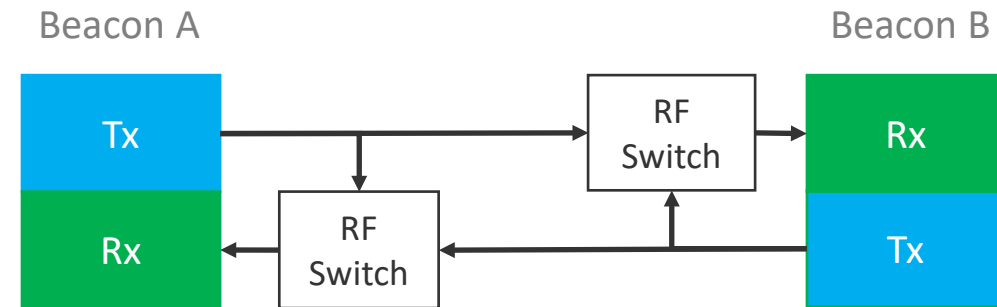 Beacon A
Beacon B
Tx
RF
Switch
Rx
Rx
RF
Switch
Tx